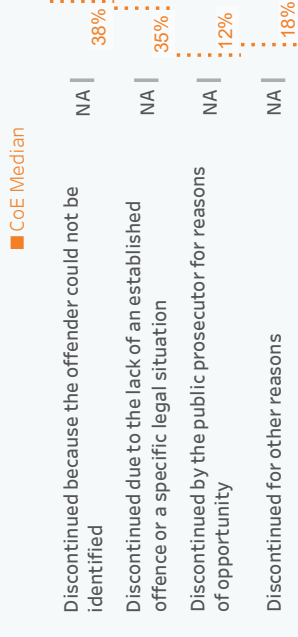 CoE Median
Discontinued because the offender could not be
identified
NA
38%
Discontinued due to the lack of an established
offence or a specific legal situation
NA
35%
Discontinued by the public prosecutor for reasons
of opportunity
NA
12%
Discontinued for other reasons
NA
18%